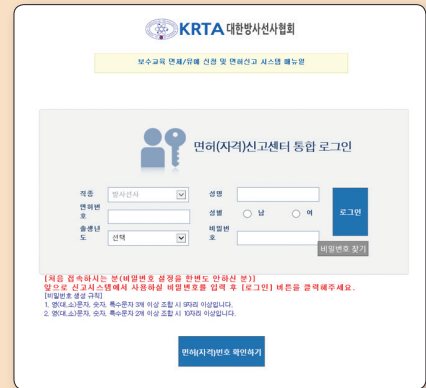 KRTA 대한방사선사협회
보수교육 면제/유예 신청 및 면허신고 시스템 매뉴얼
면허(자격)신고센터 통합 로그인
직종 방사선사 성명
면허번호 성별 남 여 로그인
출생년도 선택 비밀번호
비밀번호 찾기
[처음 접속하시는 분(비밀번호 설정을 한번도 안하신 분)]
앞으로 신고시스템에서 사용하실 비밀번호를 입력 후 [로그인] 버튼을 클릭해주세요.
[비밀번호 생성 규칙]
1. 영(대,소)문자, 숫자, 특수문자 3개 이상 조합 시 9자리 이상입니다.
2. 영(대,소)문자, 숫자, 특수문자 2개 이상 조합 시 10자리 이상입니다.
면허(자격)번호 확인하기